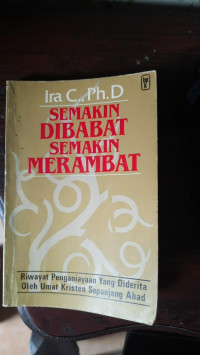 Ira C., Ph.D
SEMAKIN
DIBABAT
SEMAKIN
MERAMBAT
Riwayat Penganiayaan Yang Diderita
Oleh Umat Kristen Sepanjang Abad